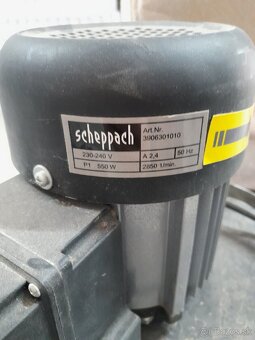 scheppach
Art.Nr.
3906301010
230-240 V
A 2,4
50 Hz
P1 550 W
2850 1/min